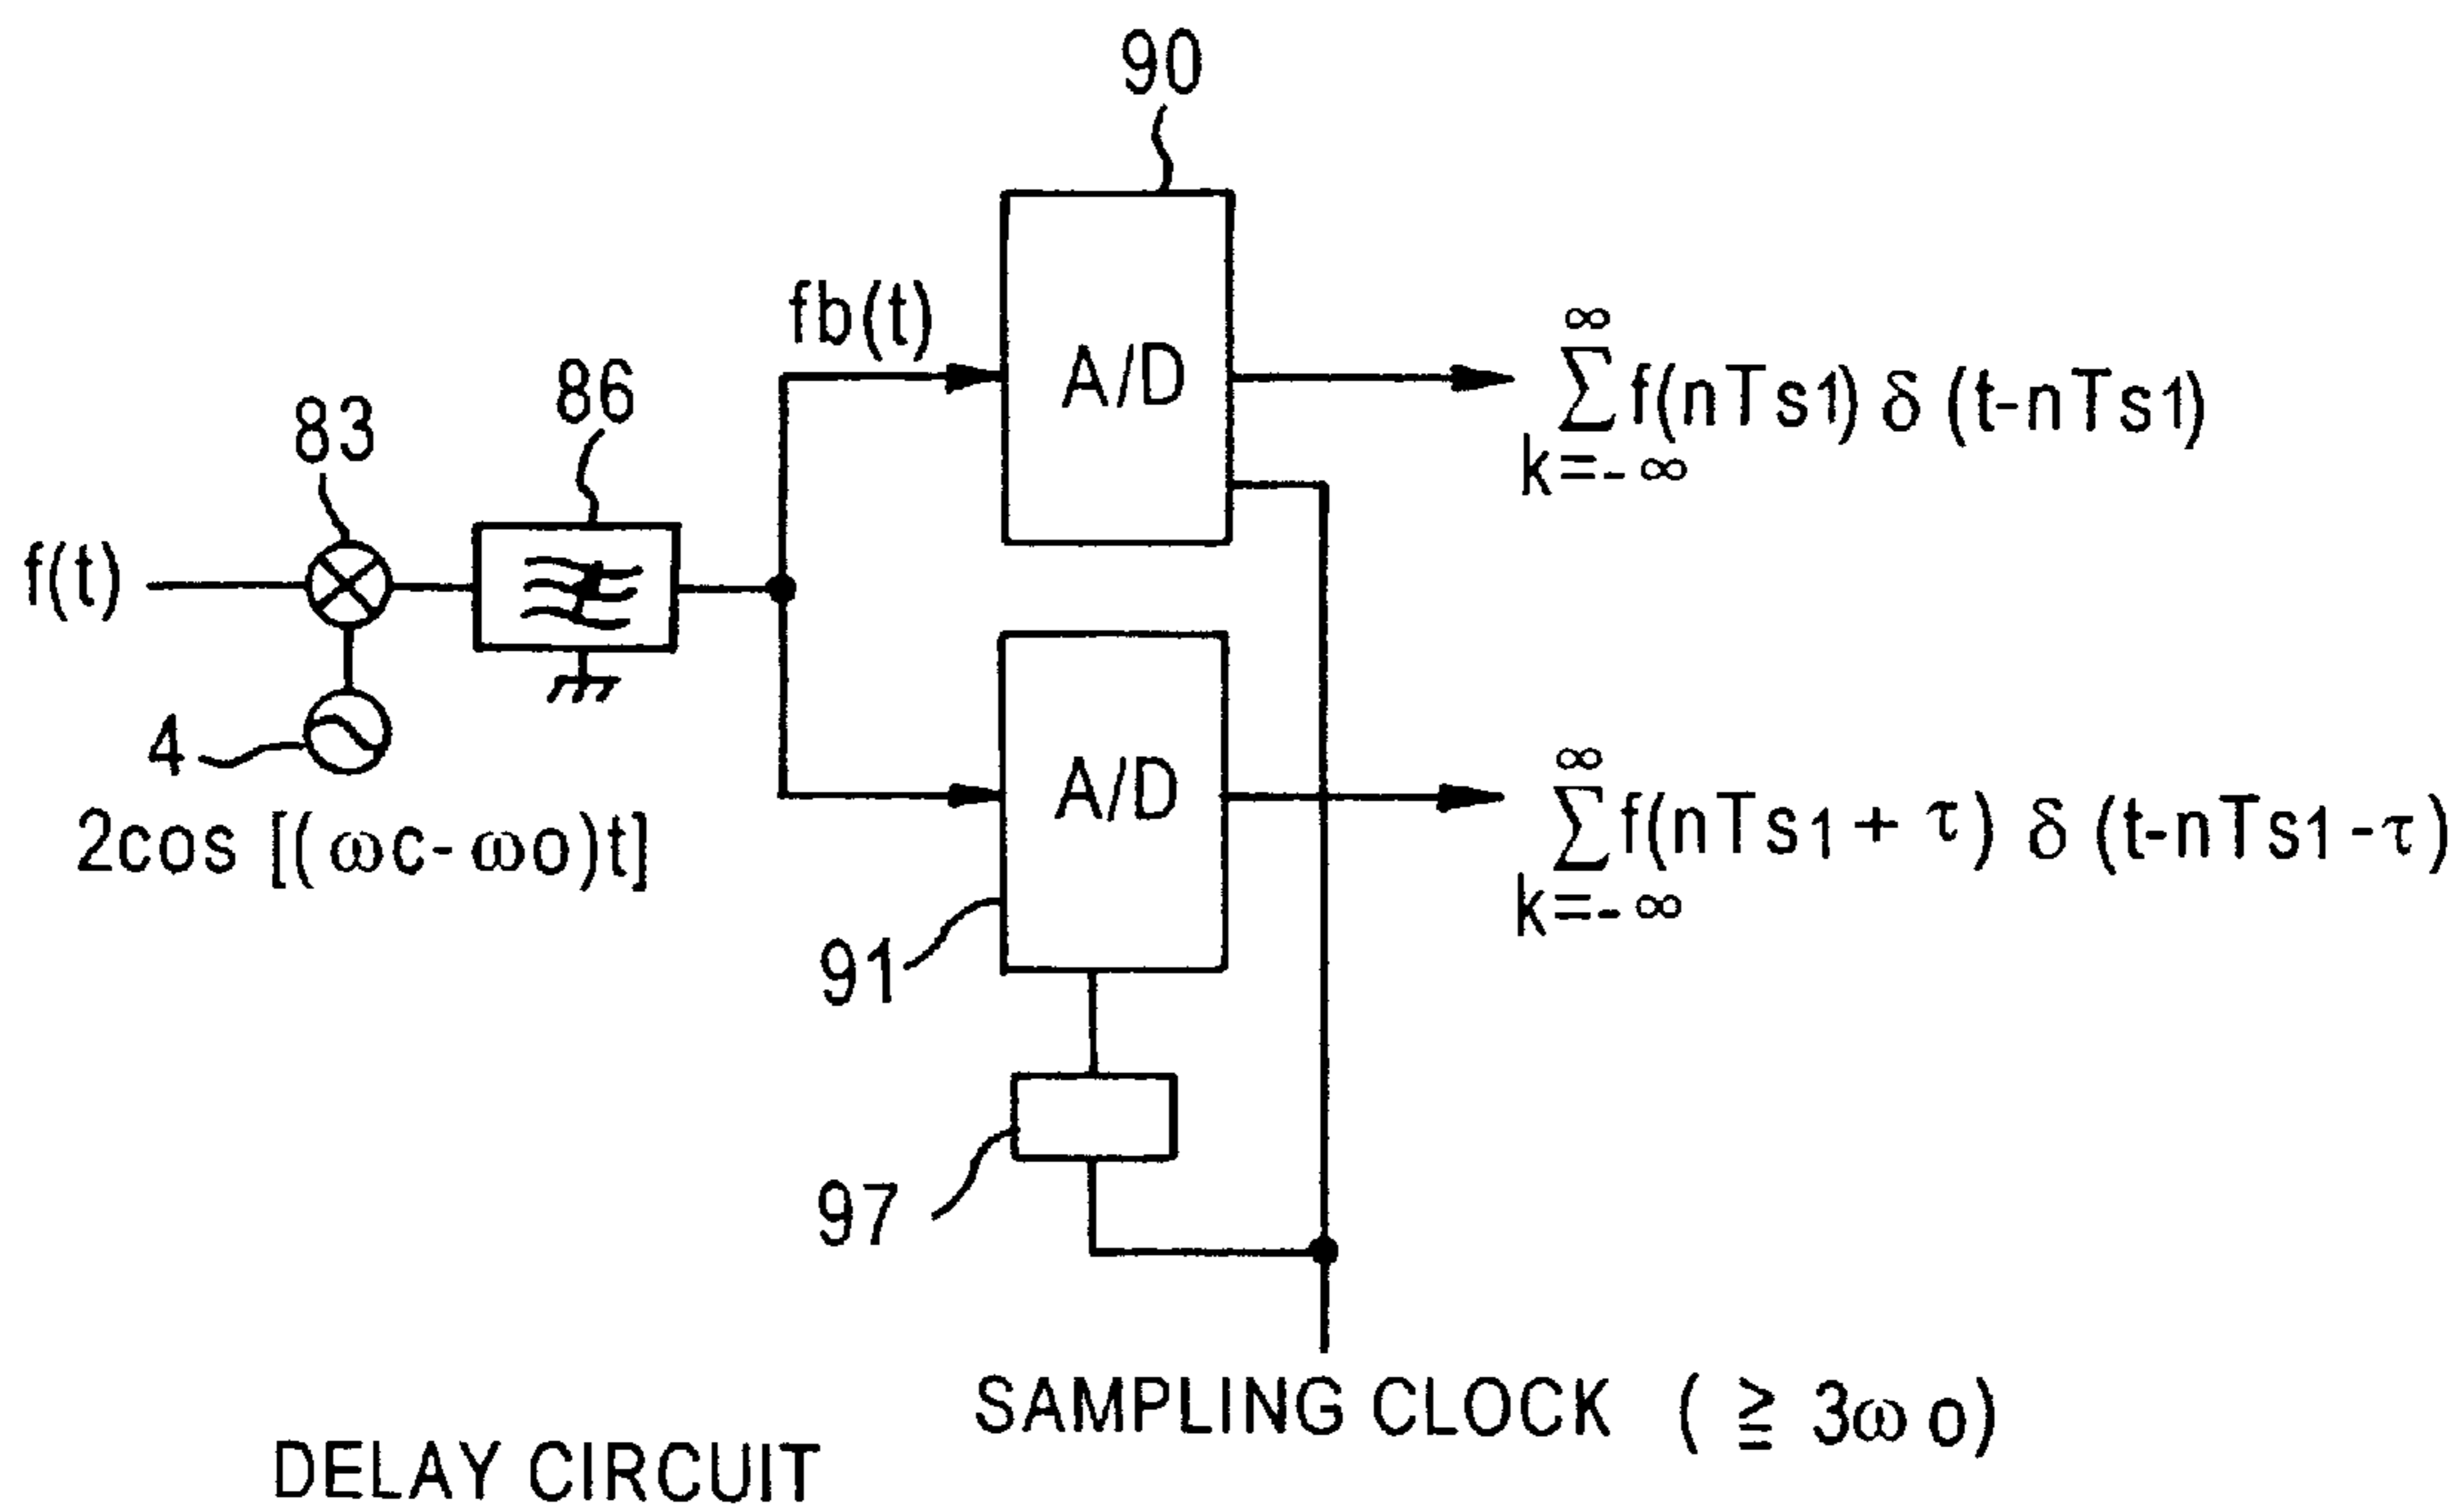 90
fb(t)
86
83
f(t)
A/D
∞
Σ f(nTs1) δ (t-nTs1)
k=-∞
4
2cos [(ωc-ωo)t]
A/D
∞
Σ f(nTs1+τ) δ (t-nTs1-τ)
k=-∞
91
97
SAMPLING CLOCK ( ≧ 3ω o)
DELAY CIRCUIT